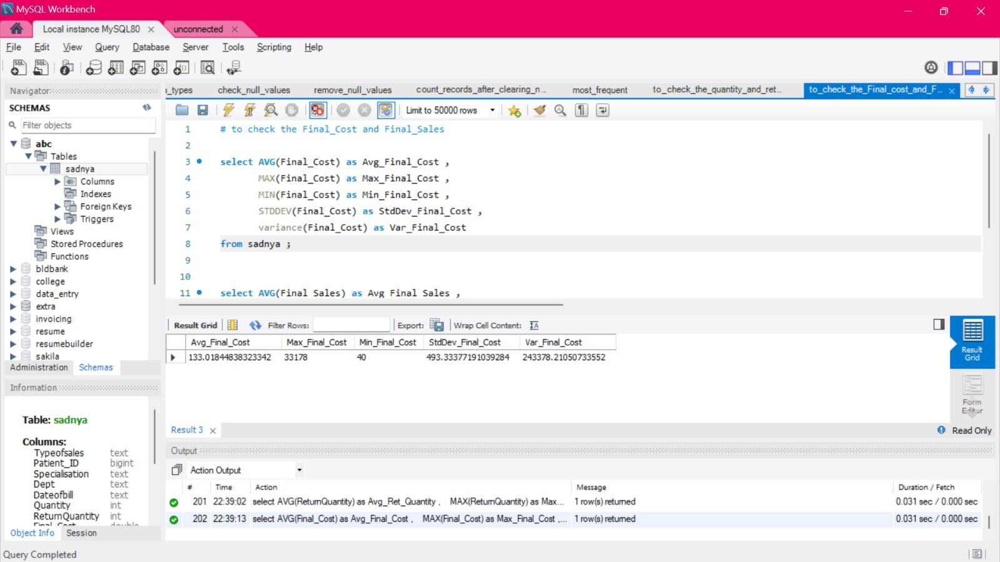 MySQL Workbench
Local instance MySQL80
unconnected
File Edit View Query Database Server Tools Scripting Help
Navigator
SCHEMAS
Filter objects
abc
Tables
sadnya
Columns
Indexes
Foreign Keys
Triggers
Views
Stored Procedures
Functions
bldbank
college
data_entry
extra
invoicing
resume
resumebuilder
sakila
Administration Schemas
Information
Table: sadnya
Columns:
Typeofsales text
Patient_ID bigint
Specialisation text
Dept text
Dateofbill text
Quantity int
ReturnQuantity int
Final_Cost double
Object Info Session
_types check_null_values remove_null_values count_records_after_clearing_n... most_frequent to_check_the_quantity_and_ret... to_check_the_Final_cost_and_F...
Limit to 50000 rows
1 # to check the Final_Cost and Final_Sales
2
3 select AVG(Final_Cost) as Avg_Final_Cost ,
4 MAX(Final_Cost) as Max_Final_Cost ,
5 MIN(Final_Cost) as Min_Final_Cost ,
6 STDDEV(Final_Cost) as StdDev_Final_Cost ,
7 variance(Final_Cost) as Var_Final_Cost
8 from sadnya ;
9
10
11 select AVG(Final_Sales) as Avg_Final_Sales ,
Result Grid Filter Rows: Export: Wrap Cell Content:
Avg_Final_Cost Max_Final_Cost Min_Final_Cost StdDev_Final_Cost Var_Final_Cost
133.01844838323342 33178 40 493.33377191039284 243378.21050733552
Result Grid
Form Editor
Result 3
Read Only
Output
Action Output
# Time Action Message Duration / Fetch
201 22:39:02 select AVG(ReturnQuantity) as Avg_Ret_Quantity , MAX(ReturnQuantity) as Max... 1 row(s) returned 0.031 sec / 0.000 sec
202 22:39:13 select AVG(Final_Cost) as Avg_Final_Cost , MAX(Final_Cost) as Max_Final_Cost ,... 1 row(s) returned 0.031 sec / 0.000 sec
Query Completed